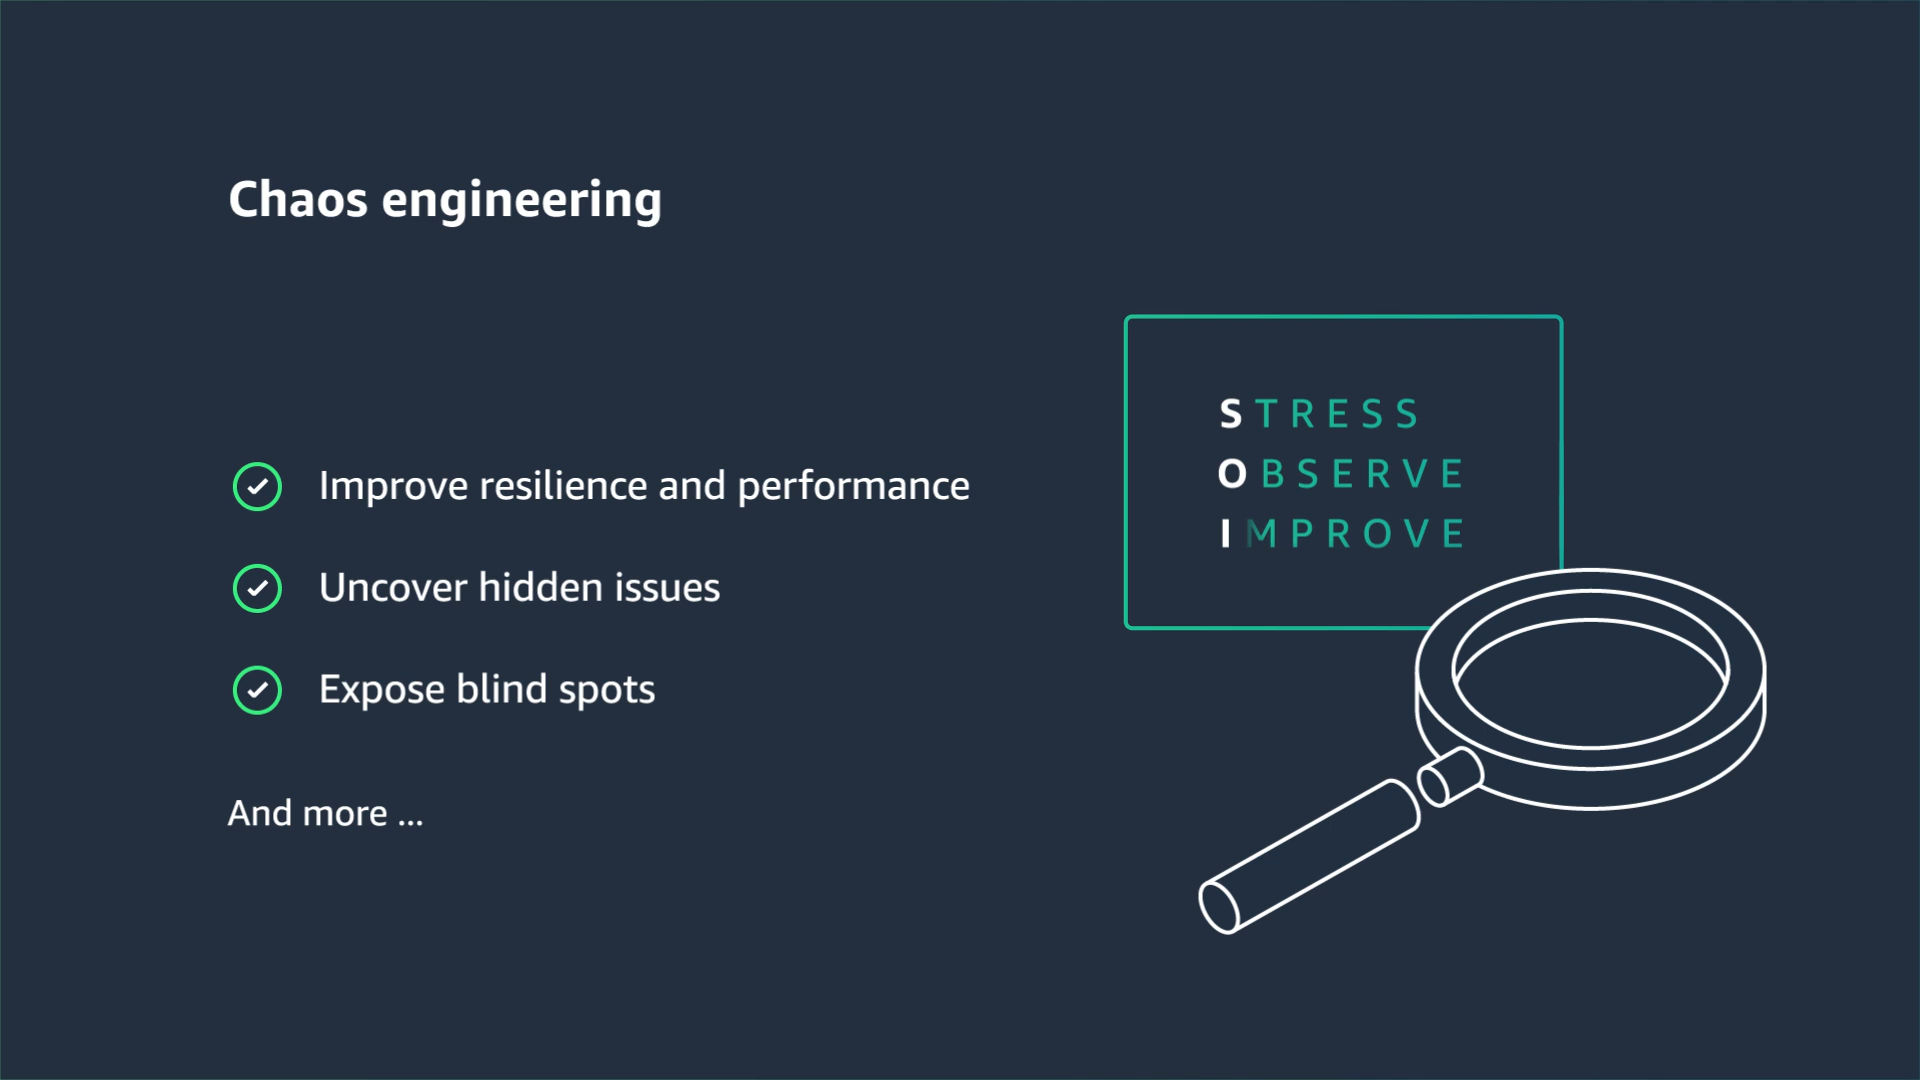 Chaos engineering
Improve resilience and performance
Uncover hidden issues
Expose blind spots
And more ...
STRESS
OBSERVE
IMPROVE